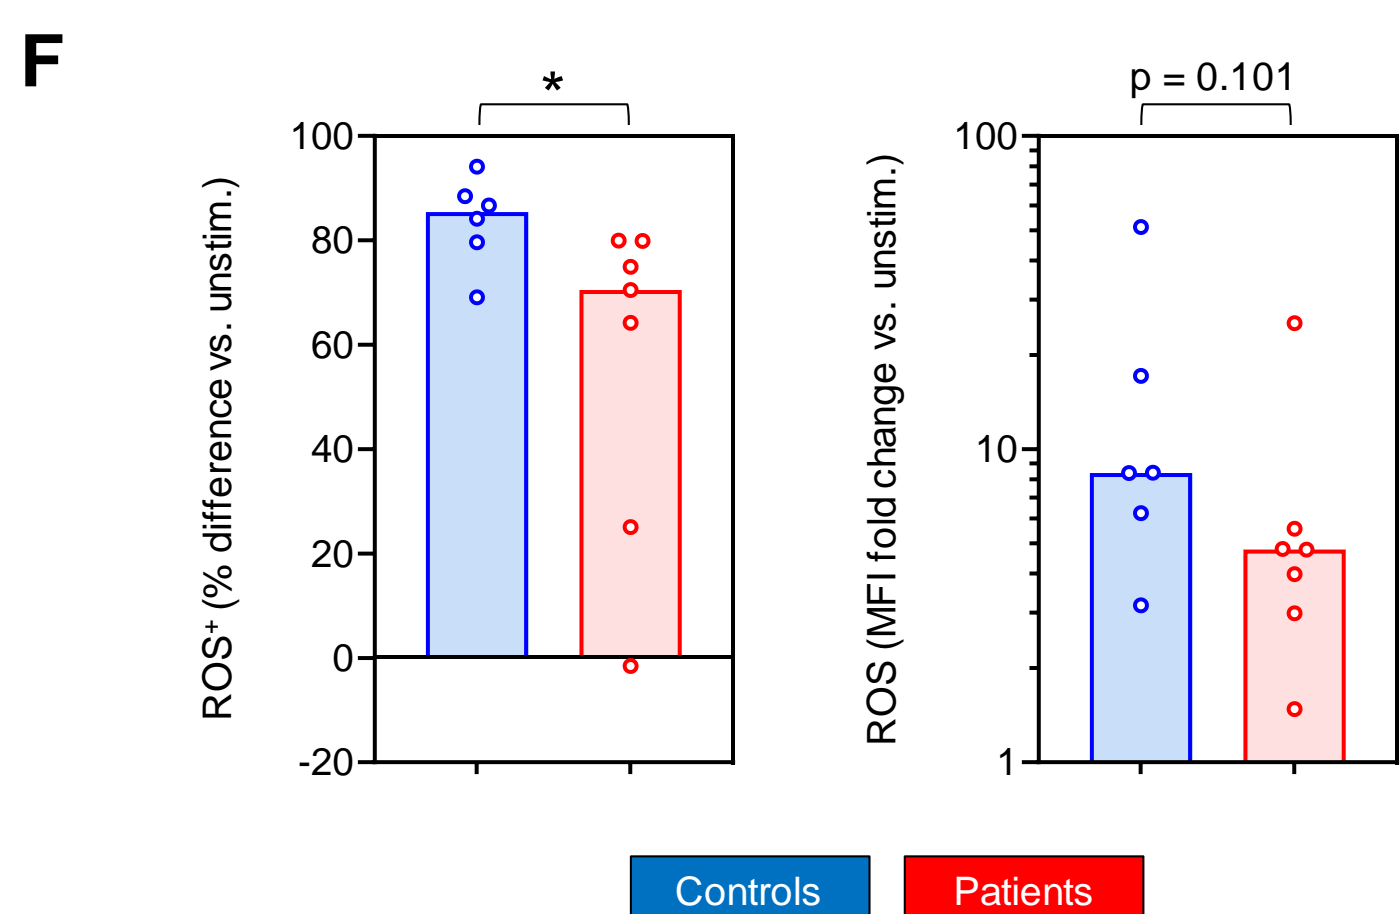 F
*
100
80
60
40
20
0
-20
ROS⁺ (% difference vs. unstim.)
p = 0.101
100
10
1
ROS (MFI fold change vs. unstim.)
Controls
Patients